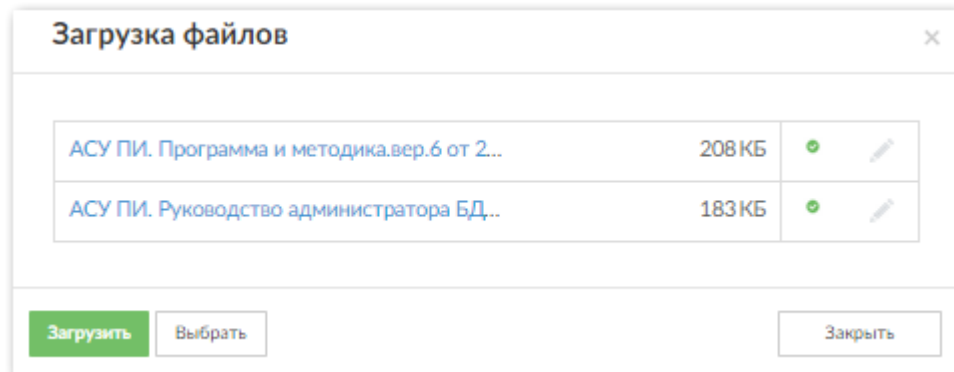 Загрузка файлов
АСУ ПИ. Программа и методика.вер.6 от 2... 208 КБ
АСУ ПИ. Руководство администратора БД... 183 КБ
Загрузить Выбрать Закрыть